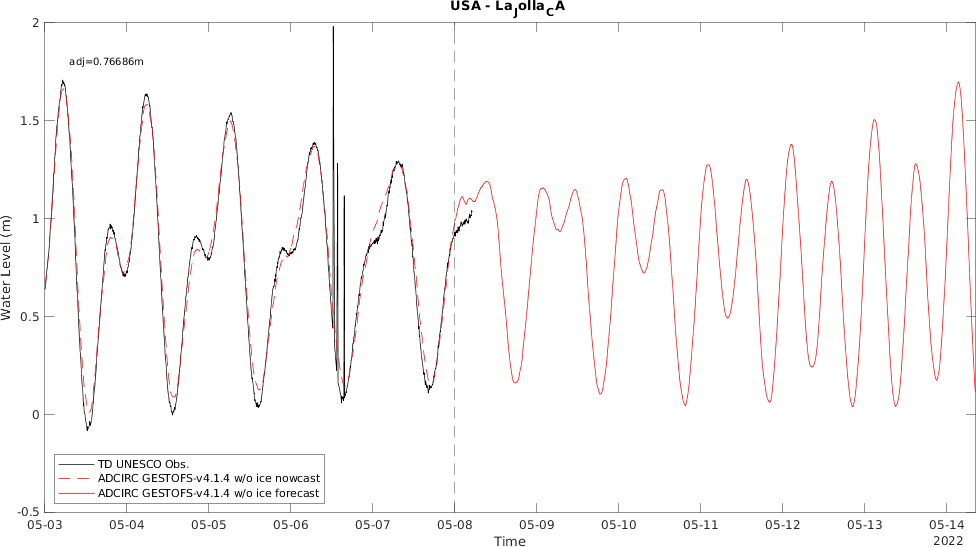 USA - LaJollaCA
adj=0.76686m
2
1.5
1
0.5
0
-0.5
Water Level (m)
TD UNESCO Obs.
ADCIRC GESTOFS-v4.1.4 w/o ice nowcast
ADCIRC GESTOFS-v4.1.4 w/o ice forecast
05-03 05-04 05-05 05-06 05-07 05-08 05-09 05-10 05-11 05-12 05-13 05-14
Time
2022